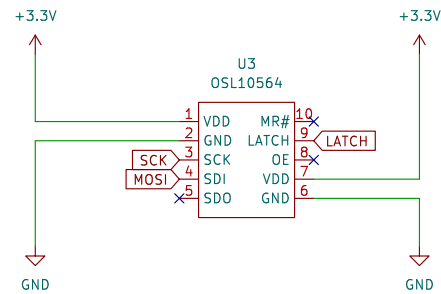 +3.3V +3.3V
U3
OSL10564
1 VDD MR# 10
2 GND LATCH 9 LATCH
SCK 3 SCK OE 8
MOSI 4 SDI VDD 7
5 SDO GND 6
GND GND